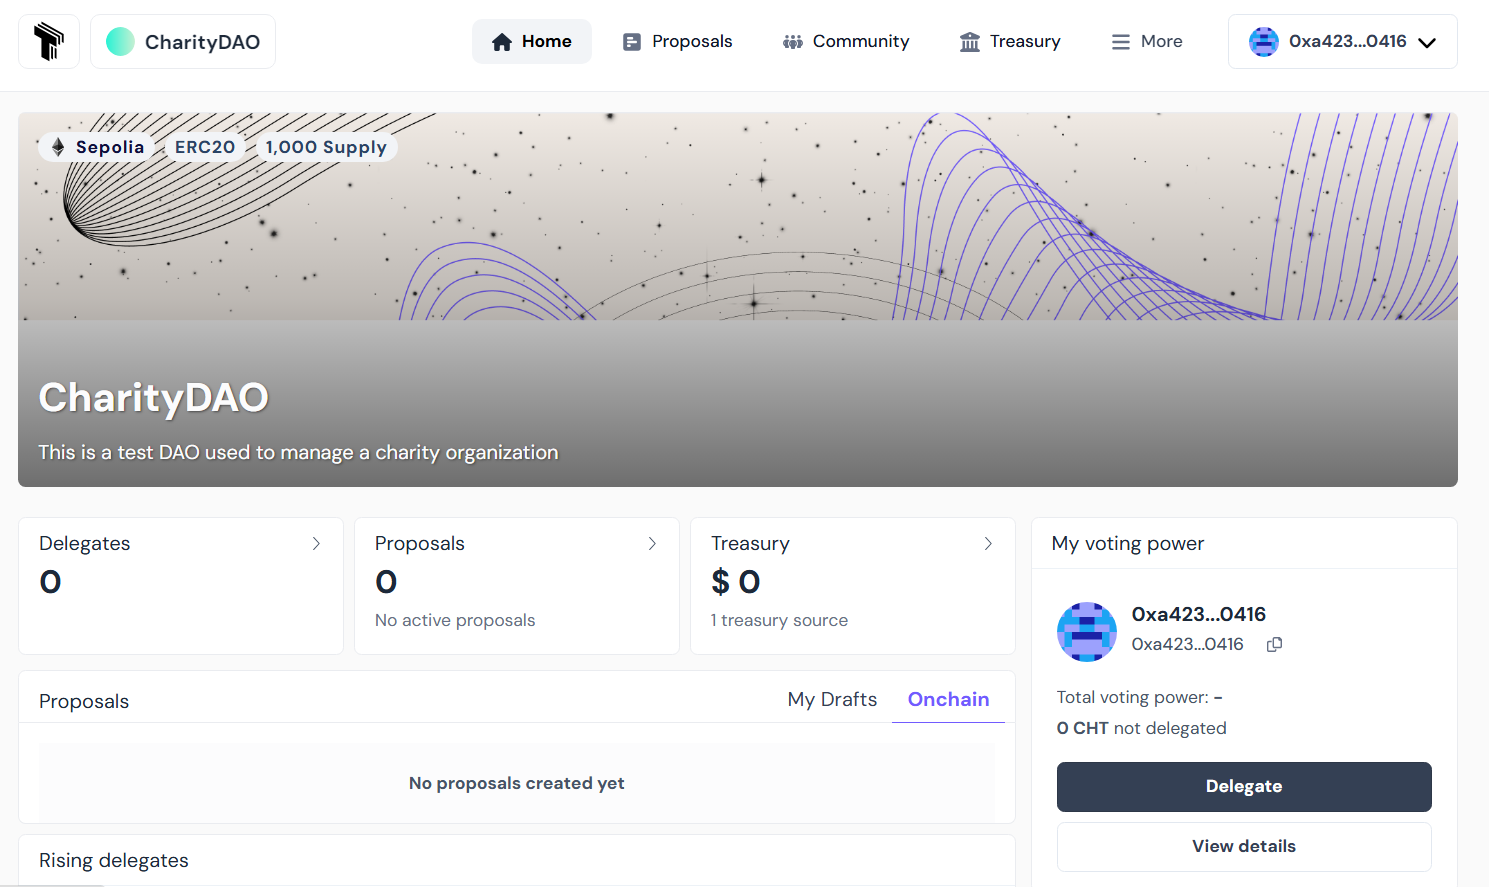 CharityDAO
Home
Proposals
Community
Treasury
More
0xa423...0416
Sepolia
ERC20
1,000 Supply
CharityDAO
This is a test DAO used to manage a charity organization
Delegates
0
Proposals
0
No active proposals
Treasury
$ 0
1 treasury source
My voting power
0xa423...0416
0xa423...0416
Total voting power: -
0 CHT not delegated
Delegate
View details
Proposals
My Drafts
Onchain
No proposals created yet
Rising delegates